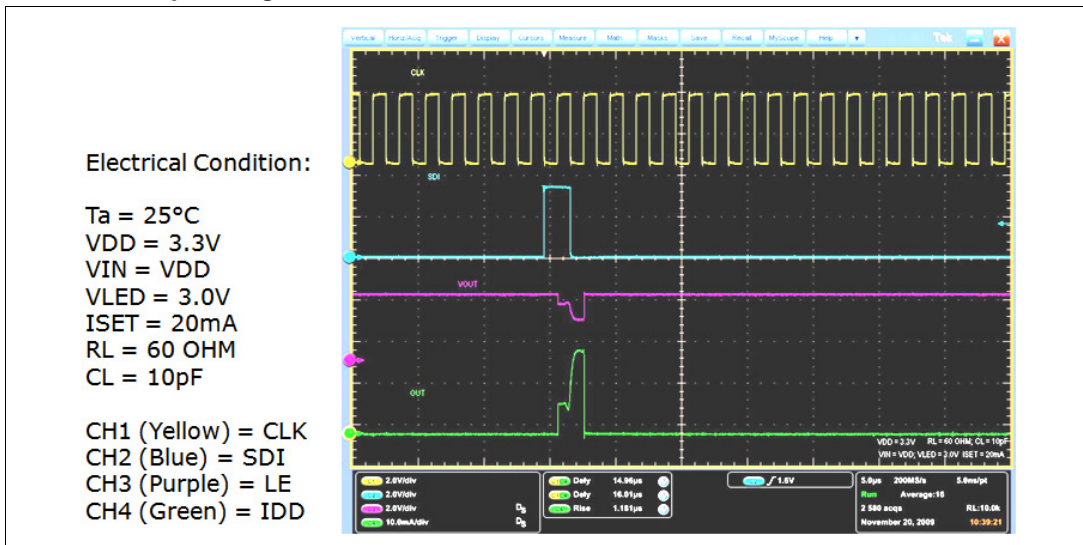 Vertical Horiz/Acq Trigger Display Cursors Measure Math Masks Save Recall MyScope Help Tek
CLK
SDI
VOUT
OUT
Electrical Condition:
Ta = 25°C
VDD = 3.3V
VIN = VDD
VLED = 3.0V
ISET = 20mA
RL = 60 OHM
CL = 10pF
CH1 (Yellow) = CLK
CH2 (Blue) = SDI
CH3 (Purple) = LE
CH4 (Green) = IDD
VDD = 3.3V RL = 60 OHM; CL = 10pF
VIN = VDD; VLED = 3.0V ISET = 20mA
2.0V/div
2.0V/div
2.0V/div
10.0mA/div
Dely 14.96µs
Dely 16.01µs
Rise 1.181µs
1.6V
5.0µs 200MS/s 5.0ns/pt
Run Average:16
2 580 acqs RL:10.0k
November 20, 2009 10:39:21